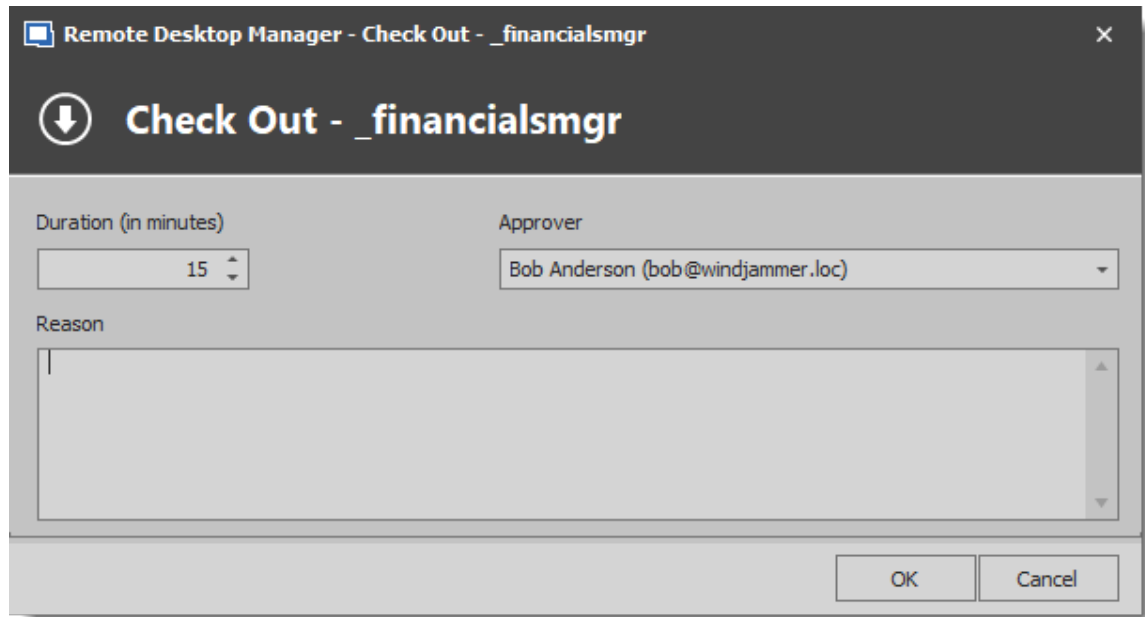 Remote Desktop Manager - Check Out - _financialsmgr
Check Out - _financialsmgr
Duration (in minutes)
Approver
15
Bob Anderson (bob@windjammer.loc)
Reason
OK
Cancel